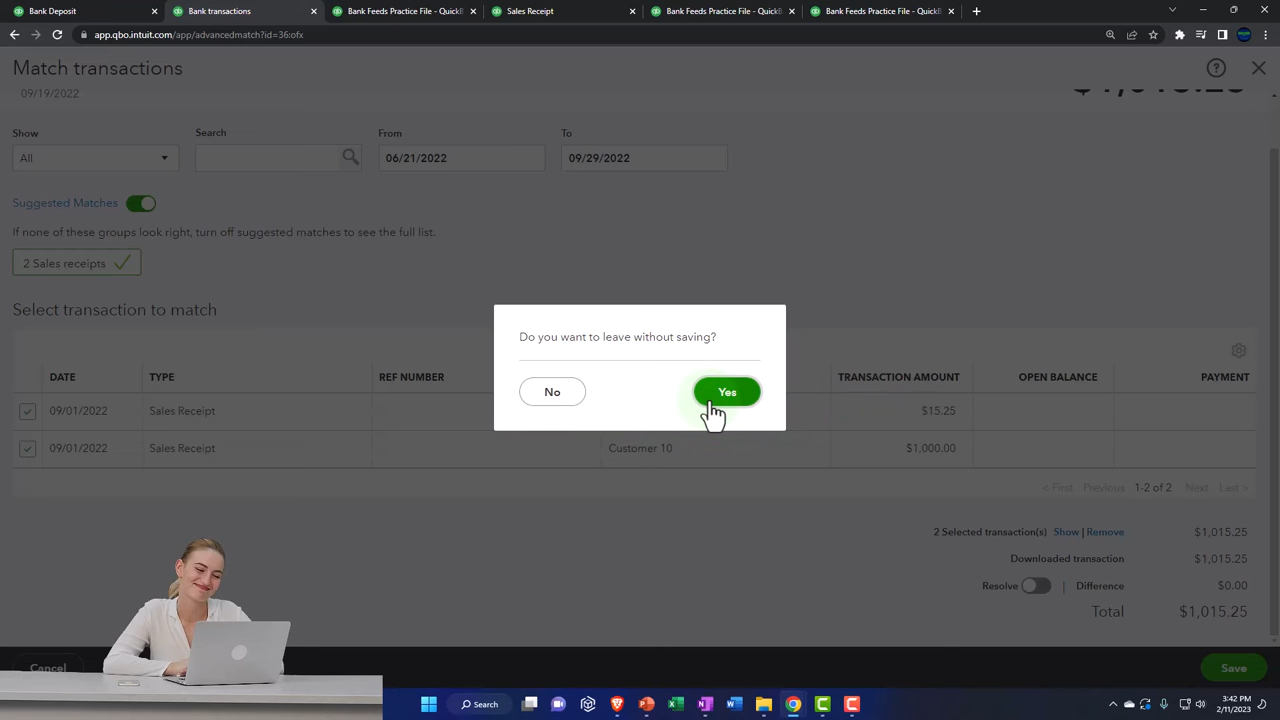 Bank Deposit
Bank transactions
Bank Feeds Practice File - QuickB
Sales Receipt
Bank Feeds Practice File - QuickB
Bank Feeds Practice File - QuickB
app.qbo.intuit.com/app/advancedmatch?id=36:ofx
Match transactions
09/19/2022
Show
Search
From
To
All
06/21/2022
09/29/2022
Suggested Matches
If none of these groups look right, turn off suggested matches to see the full list.
2 Sales receipts
Select transaction to match
Do you want to leave without saving?
No
Yes
DATE TYPE REF NUMBER TRANSACTION AMOUNT OPEN BALANCE PAYMENT
09/01/2022 Sales Receipt $15.25
09/01/2022 Sales Receipt Customer 10 $1,000.00
< First Previous 1-2 of 2 Next Last >
2 Selected transaction(s) Show | Remove $1,015.25
Downloaded transaction $1,015.25
Resolve | Difference $0.00
Total $1,015.25
Cancel
Save
Search
3:42 PM
2/11/2023